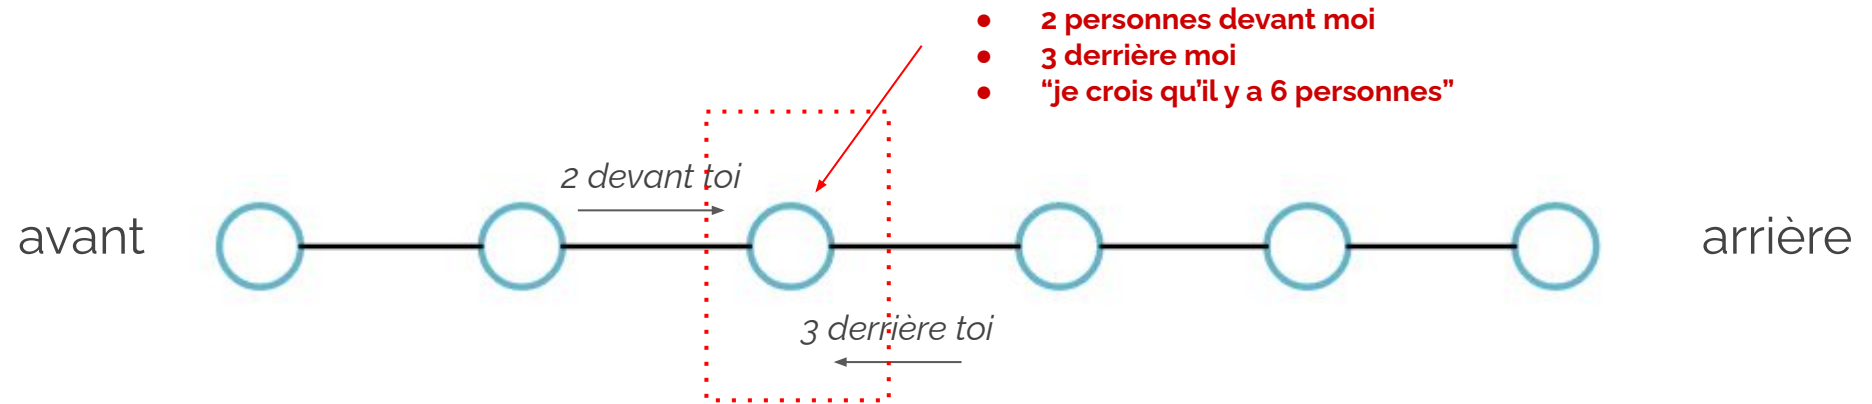 ● 2 personnes devant moi
● 3 derrière moi
● “je crois qu’il y a 6 personnes”
2 devant toi
avant
arrière
3 derrière toi